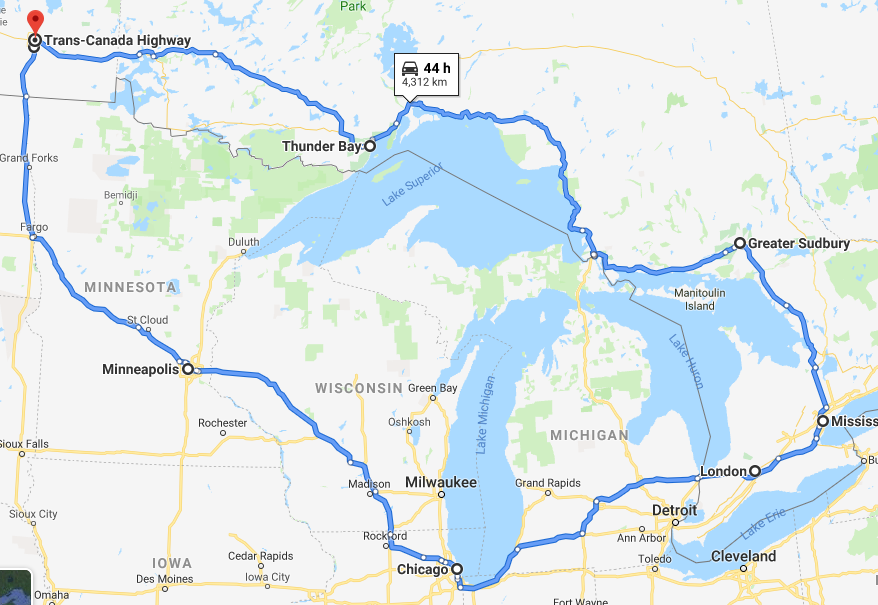 Park
Trans-Canada Highway
44 h
4,312 km
Thunder Bay
Grand Forks
Lake Superior
Bemidji
Fargo
Duluth
Greater Sudbury
MINNESOTA
Manitoulin
Island
St Cloud
Lake Huron
Minneapolis
WISCONSIN
Green Bay
Lake Michigan
Oshkosh
Rochester
MICHIGAN
Mississ
Sioux Falls
London
Bu
Madison
Milwaukee
Grand Rapids
Detroit
Sioux City
Lake Erie
Rockford
Ann Arbor
IOWA
Cedar Rapids
Toledo
Cleveland
Chicago
Iowa City
Des Moines
Omaha
Fort Wayne